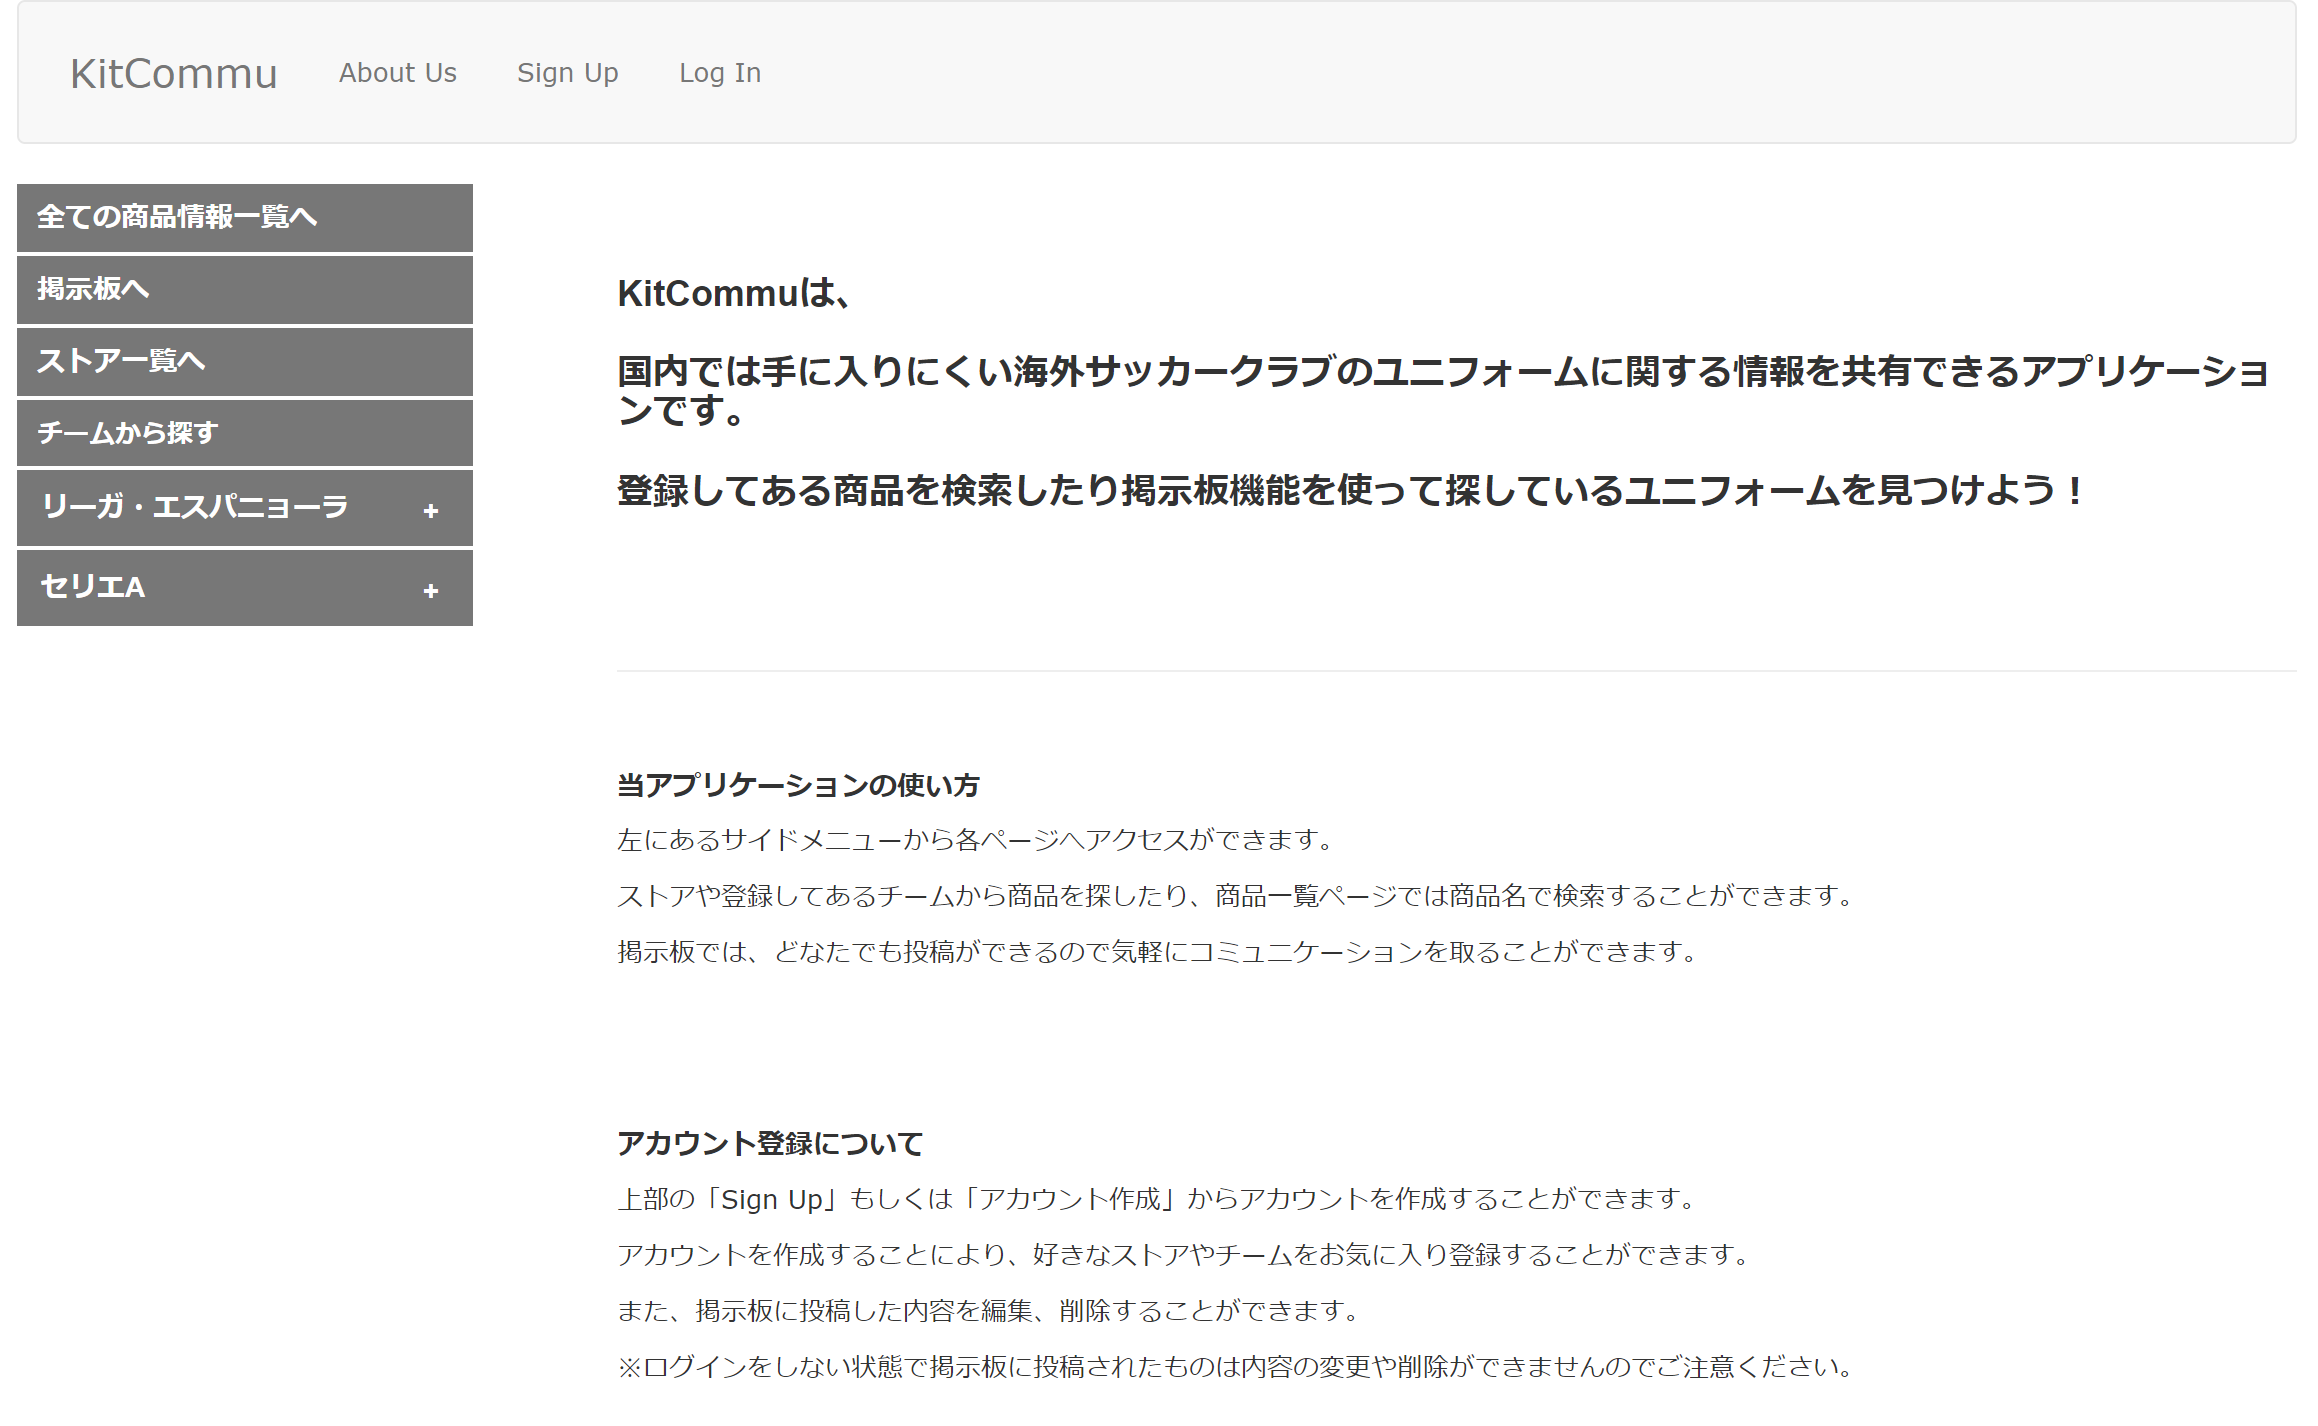 KitCommu About Us Sign Up Log In
全ての商品情報一覧へ
掲示板へ
ストア一覧へ
チームから探す
リーガ・エスパニョーラ +
セリエA +
KitCommuは、
国内では手に入りにくい海外サッカークラブのユニフォームに関する情報を共有できるアプリケーショ
ンです。
登録してある商品を検索したり掲示板機能を使って探しているユニフォームを見つけよう！
当アプリケーションの使い方
左にあるサイドメニューから各ページへアクセスができます。
ストアや登録してあるチームから商品を探したり、商品一覧ページでは商品名で検索することができます。
掲示板では、どなたでも投稿ができるので気軽にコミュニケーションを取ることができます。
アカウント登録について
上部の「Sign Up」もしくは「アカウント作成」からアカウントを作成することができます。
アカウントを作成することにより、好きなストアやチームをお気に入り登録することができます。
また、掲示板に投稿した内容を編集、削除することができます。
※ログインをしない状態で掲示板に投稿されたものは内容の変更や削除ができませんのでご注意ください。